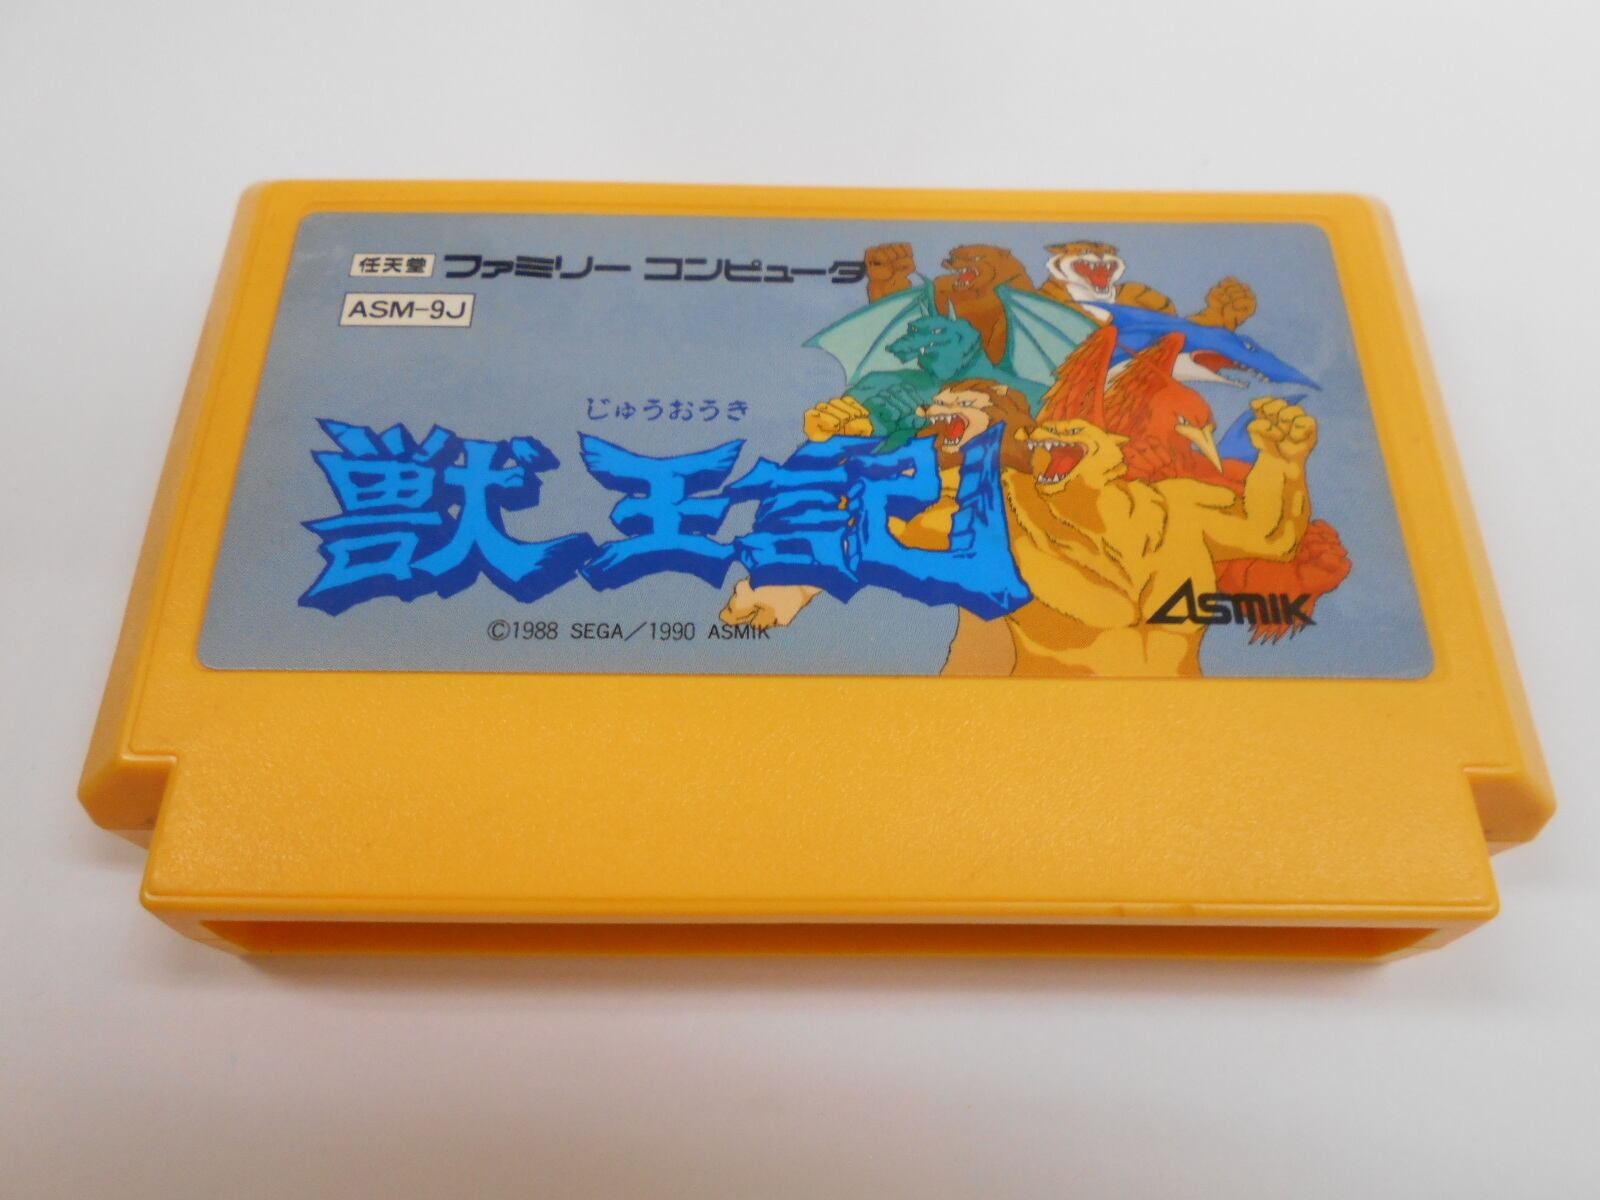 任天堂 ファミリー コンピュータ
ASM-9J
じゅうおうき
獣王記
©1988 SEGA/1990 ASMIK
ASMIK